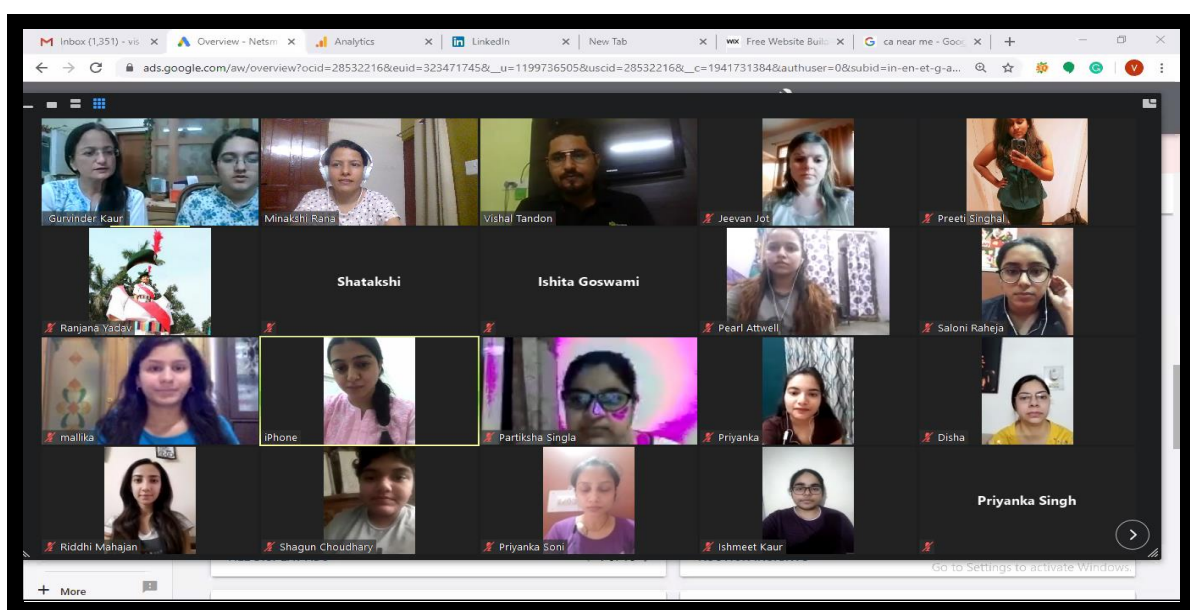 Inbox (1,351) - vis
Overview - Netsm
Analytics
LinkedIn
New Tab
Free Website Buil
ca near me - Goog
ads.google.com/aw/overview?ocid=28532216&euid=323471745&__u=1199736505&uscid=28532216&__c=1941731384&authuser=0&subid=in-en-et-g-a...
Gurvinder Kaur
Minakshi Rana
Vishal Tandon
Jeevan Jot
Preeti Singhal
Ranjana Yadav
Shatakshi
Ishita Goswami
Pearl Attwell
Saloni Raheja
mallika
iPhone
Partiksha Singla
Priyanka
Disha
Riddhi Mahajan
Shagun Choudhary
Priyanka Soni
Ishmeet Kaur
Priyanka Singh
Go to Settings to activate Windows.
More